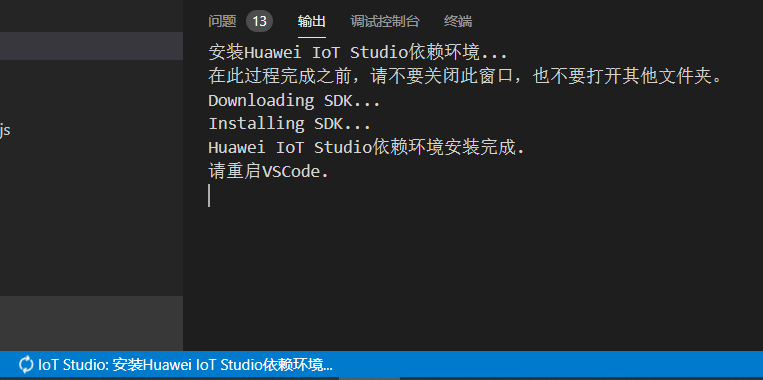 问题 13 输出 调试控制台 终端
安装Huawei IoT Studio依赖环境...
在此过程完成之前，请不要关闭此窗口，也不要打开其他文件夹。
Downloading SDK...
js
Installing SDK...
Huawei IoT Studio依赖环境安装完成.
请重启VSCode.
IoT Studio: 安装Huawei IoT Studio依赖环境...